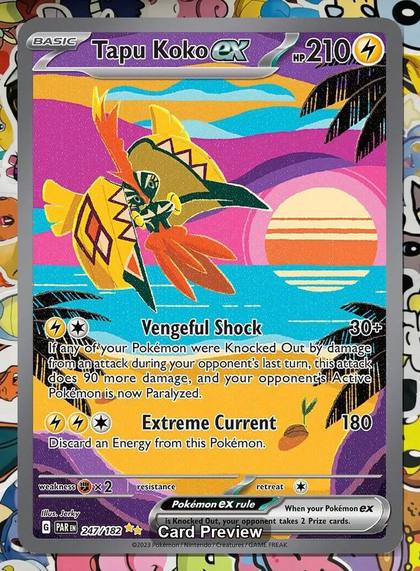 BASIC
Tapu Koko ex HP 210
Vengeful Shock 30+
If any of your Pokémon were Knocked Out by damage
from an attack during your opponent's last turn, this attack
does 90 more damage, and your opponent's Active
Pokémon is now Paralyzed.
Extreme Current 180
Discard an Energy from this Pokémon.
weakness ×2 resistance retreat
Pokémon ex rule When your Pokémon ex
is Knocked Out, your opponent takes 2 Prize cards.
Illus. Jerky
G PAR EN 247/182
Card Preview
©2023 Pokémon / Nintendo / Creatures / GAME FREAK